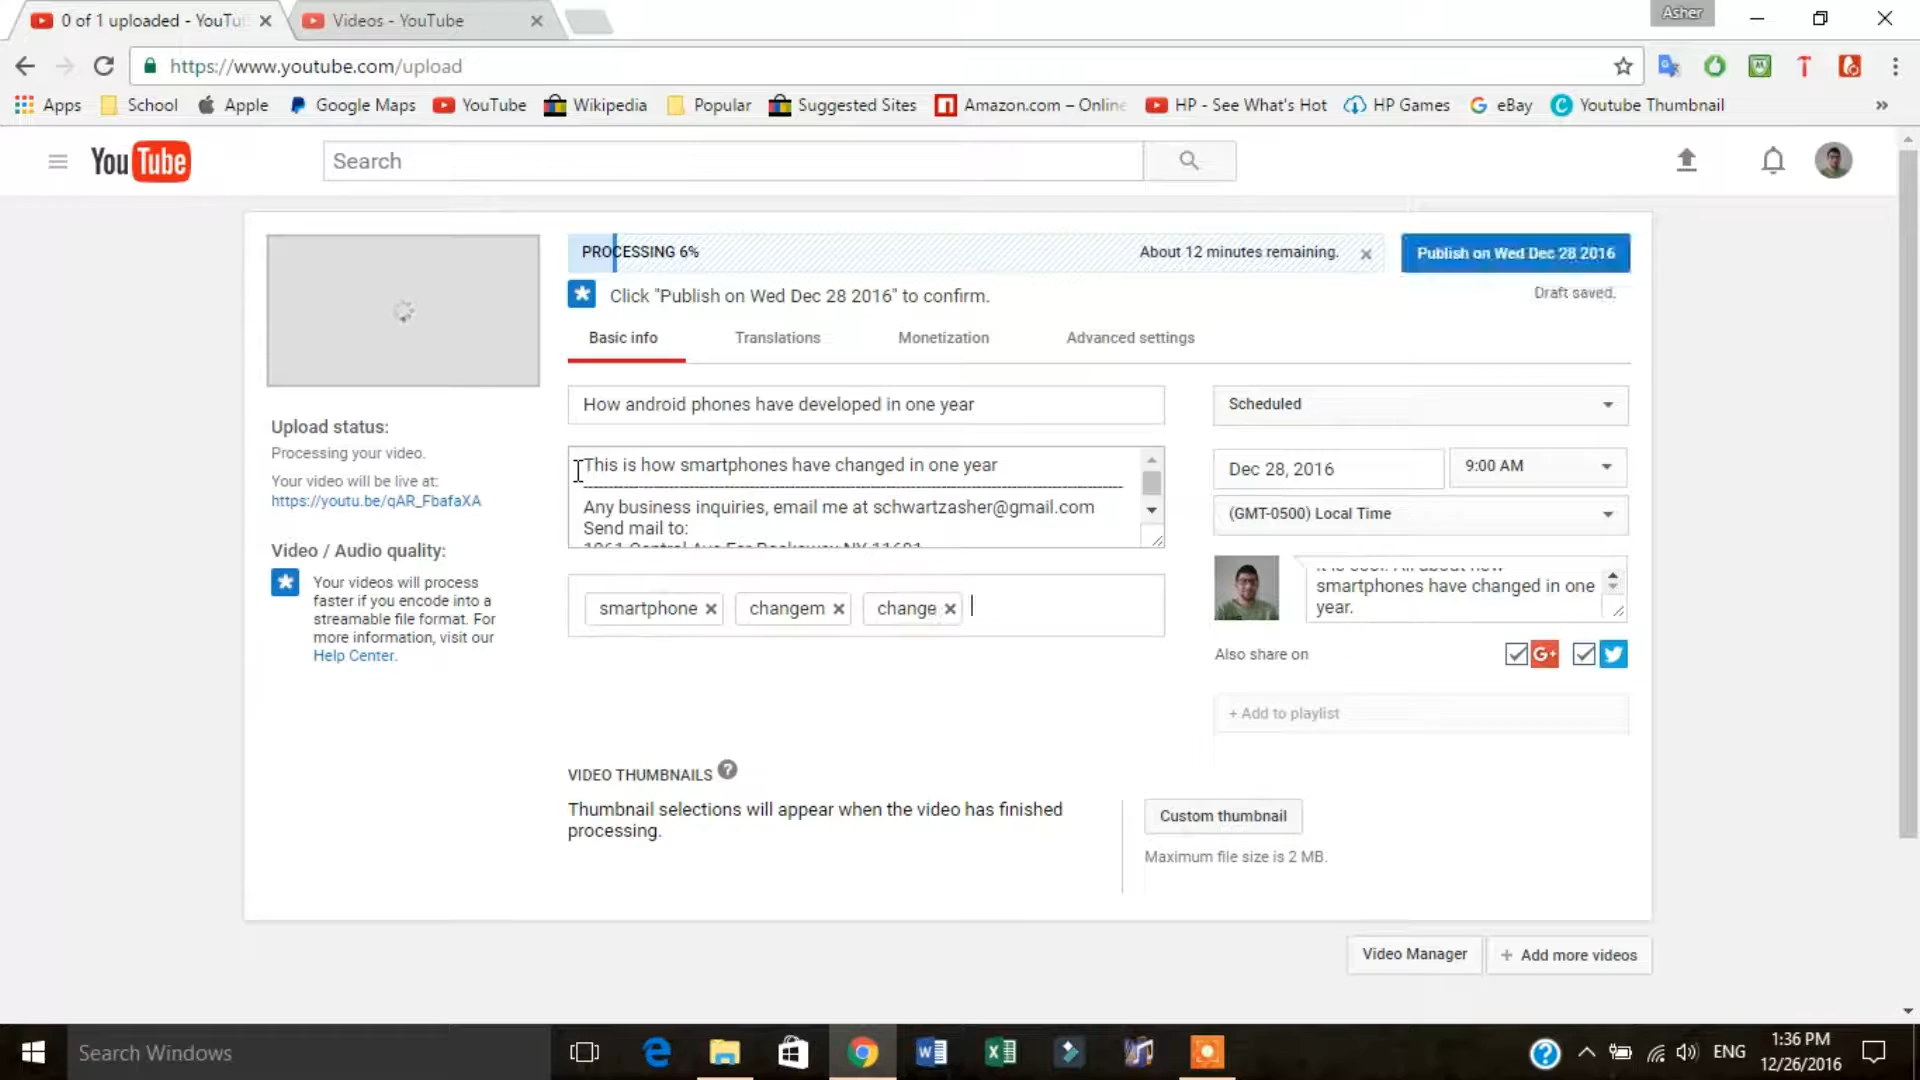 0 of 1 uploaded - YouTu
Videos - YouTube
Asher
https://www.youtube.com/upload
Apps
School
Apple
Google Maps
YouTube
Wikipedia
Popular
Suggested Sites
Amazon.com – Online
HP - See What's Hot
HP Games
eBay
Youtube Thumbnail
»
YouTube
Search
PROCESSING 6%
About 12 minutes remaining.
Publish on Wed Dec 28 2016
Click "Publish on Wed Dec 28 2016" to confirm.
Draft saved.
Basic info
Translations
Monetization
Advanced settings
How android phones have developed in one year
Scheduled
Upload status:
Processing your video.
Your video will be live at:
https://youtu.be/qAR_FbafaXA
This is how smartphones have changed in one year
Any business inquiries, email me at schwartzasher@gmail.com
Send mail to:
Dec 28, 2016
9:00 AM
(GMT-0500) Local Time
Video / Audio quality:
Your videos will process
faster if you encode into a
streamable file format. For
more information, visit our
Help Center.
smartphone
changem
change
smartphones have changed in one
year.
Also share on
G+
+ Add to playlist
VIDEO THUMBNAILS ?
Thumbnail selections will appear when the video has finished
processing.
Custom thumbnail
Maximum file size is 2 MB.
Video Manager
+ Add more videos
Search Windows
ENG
1:36 PM
12/26/2016